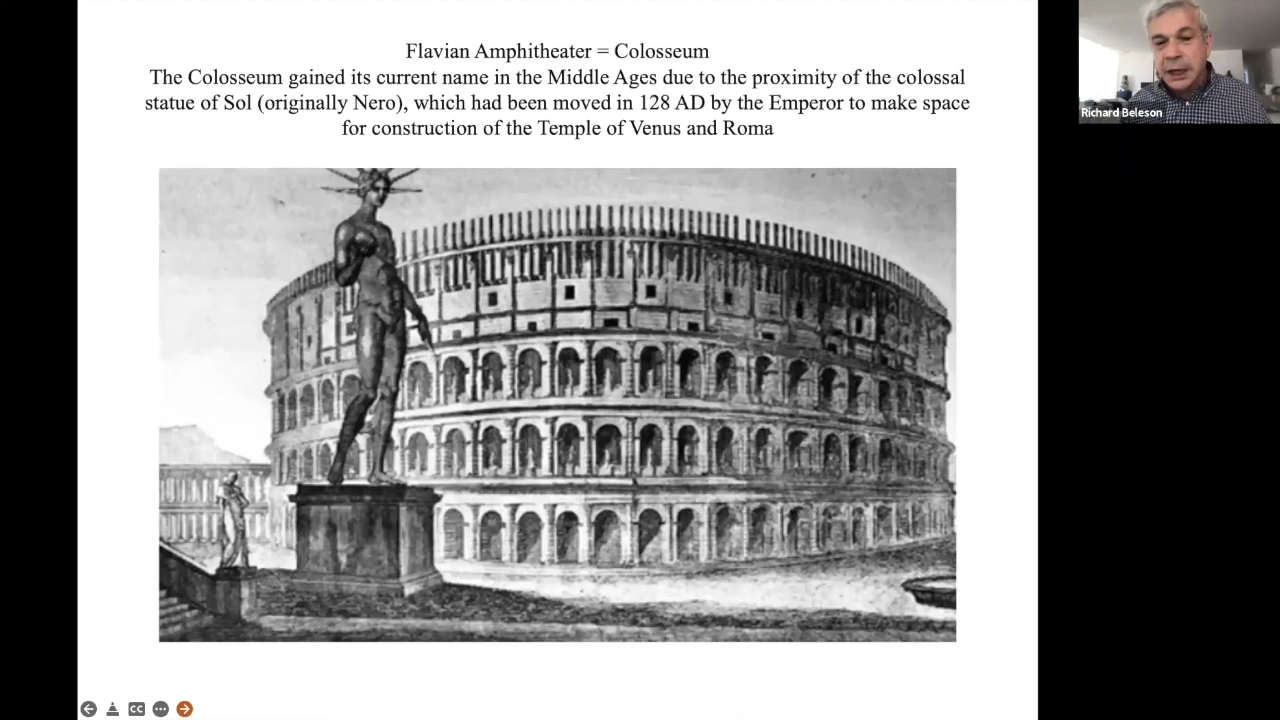 Flavian Amphitheater = Colosseum
The Colosseum gained its current name in the Middle Ages due to the proximity of the colossal
statue of Sol (originally Nero), which had been moved in 128 AD by the Emperor to make space
for construction of the Temple of Venus and Roma
Richard Beleson
CC